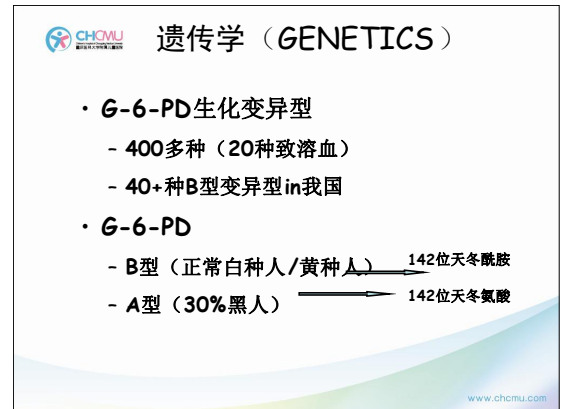 CHCMU
遗传学（GENETICS）
· G-6-PD生化变异型
- 400多种（20种致溶血）
- 40+种B型变异型in我国
· G-6-PD
- B型（正常白种人/黄种人） 142位天冬酰胺
- A型（30%黑人） 142位天冬氨酸
www.chcmu.com